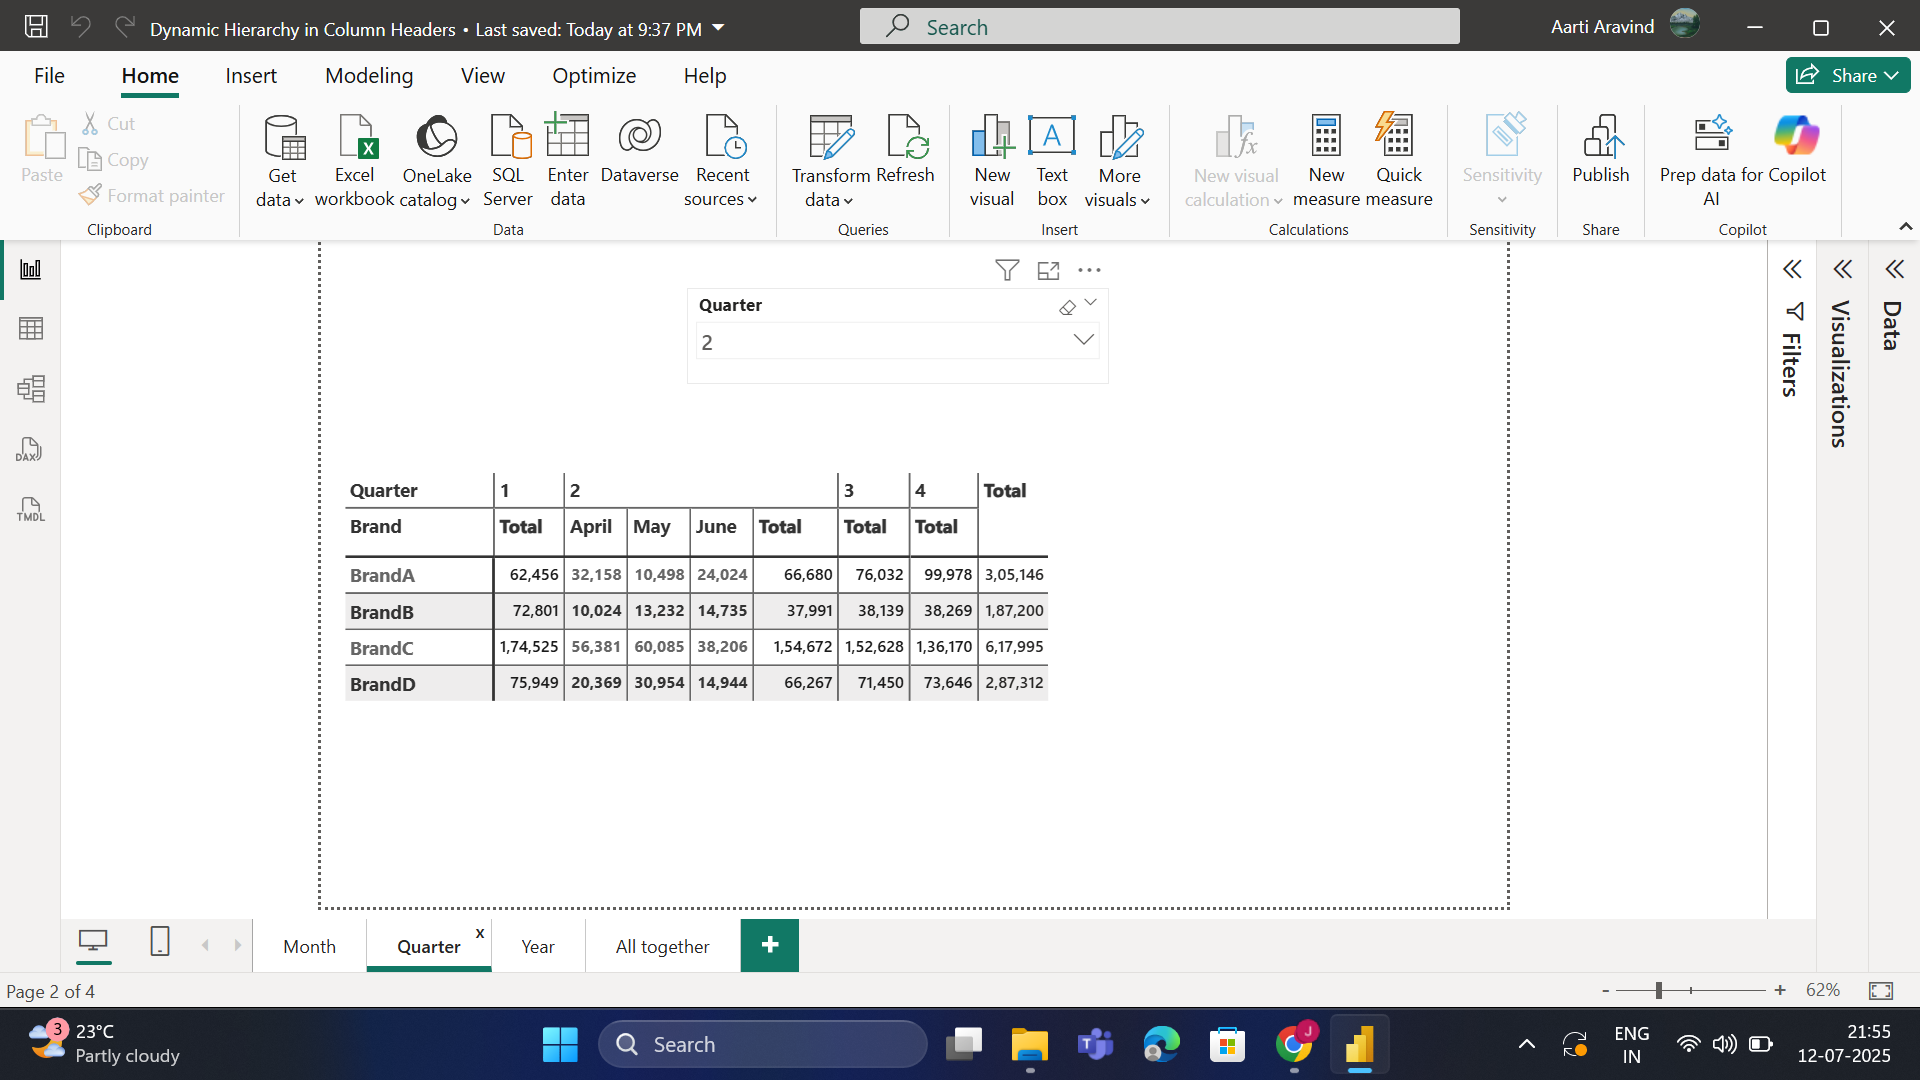 Dynamic Hierarchy in Column Headers • Last saved: Today at 9:37 PM
Search
Aarti Aravind
File Home Insert Modeling View Optimize Help
Share
Paste
Cut
Copy
Format painter
Clipboard
Get data
Excel workbook
OneLake catalog
SQL Server
Enter data
Dataverse
Recent sources
Data
Transform data
Refresh
Queries
New visual
Text box
More visuals
Insert
New visual calculation
New measure
Quick measure
Calculations
Sensitivity
Sensitivity
Publish
Share
Prep data for AI
Copilot
Copilot
DAX
TMDL
Quarter
2
Quarter 1 2 3 4 Total
Brand Total April May June Total Total Total
BrandA 62,456 32,158 10,498 24,024 66,680 76,032 99,978 3,05,146
BrandB 72,801 10,024 13,232 14,735 37,991 38,139 38,269 1,87,200
BrandC 1,74,525 56,381 60,085 38,206 1,54,672 1,52,628 1,36,170 6,17,995
BrandD 75,949 20,369 30,954 14,944 66,267 71,450 73,646 2,87,312
Filters
Visualizations
Data
Month Quarter x Year All together +
Page 2 of 4
- + 62%
3
23°C
Partly cloudy
Search
J
ENG
IN
21:55
12-07-2025